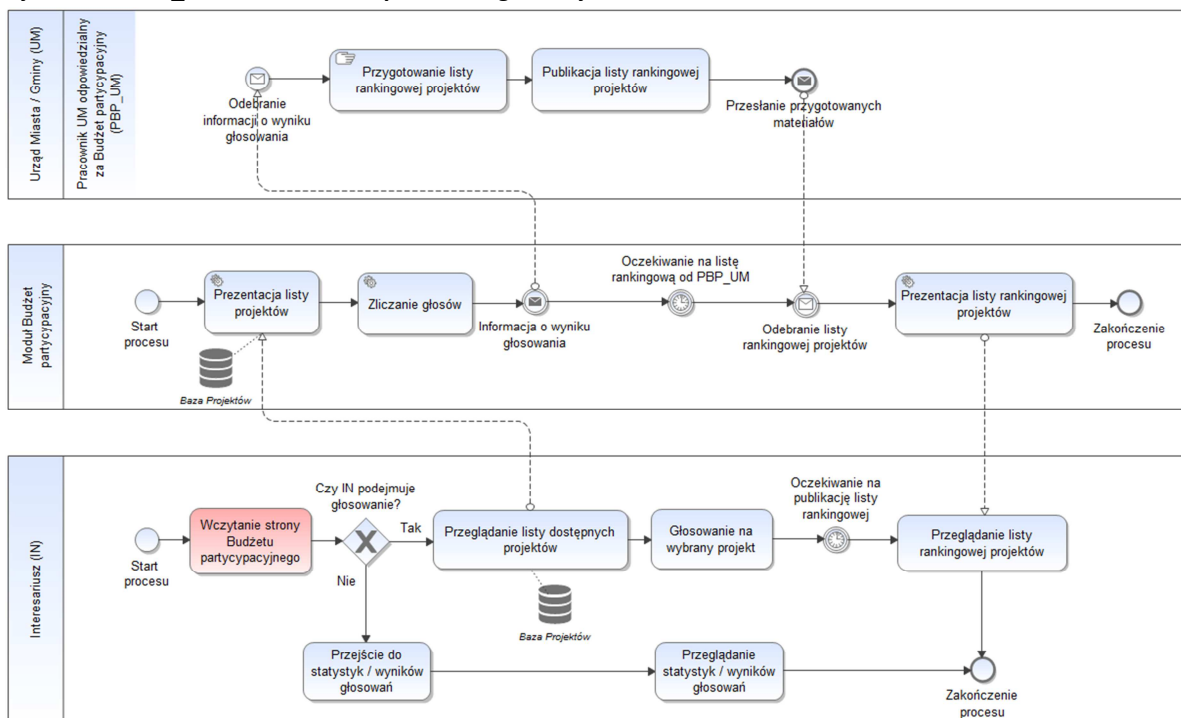 Urząd Miasta / Gminy (UM)
Pracownik UM odpowiedzialny
za Budżet partycypacyjny
(PBP_UM)
Odebranie
informacji o wyniku
głosowania
Przygotowanie listy
rankingowej projektów
Publikacja listy rankingowej
projektów
Przesłanie przygotowanych
materiałów
Moduł Budżet
partycypacyjny
Start
procesu
Prezentacja listy
projektów
Baza Projektów
Zliczanie głosów
Informacja o wyniku
głosowania
Oczekiwanie na listę
rankingową od PBP_UM
Odebranie listy
rankingowej projektów
Prezentacja listy rankingowej
projektów
Zakończenie
procesu
Interesariusz (IN)
Start
procesu
Wczytanie strony
Budżetu
partycypacyjnego
Czy IN podejmuje
głosowanie?
Tak
Nie
Przeglądanie listy dostępnych
projektów
Baza Projektów
Głosowanie na
wybrany projekt
Oczekiwanie na
publikację listy
rankingowej
Przeglądanie listy
rankingowej projektów
Przejście do
statystyk / wyników
głosowań
Przeglądanie
statystyk / wyników
głosowań
Zakończenie
procesu